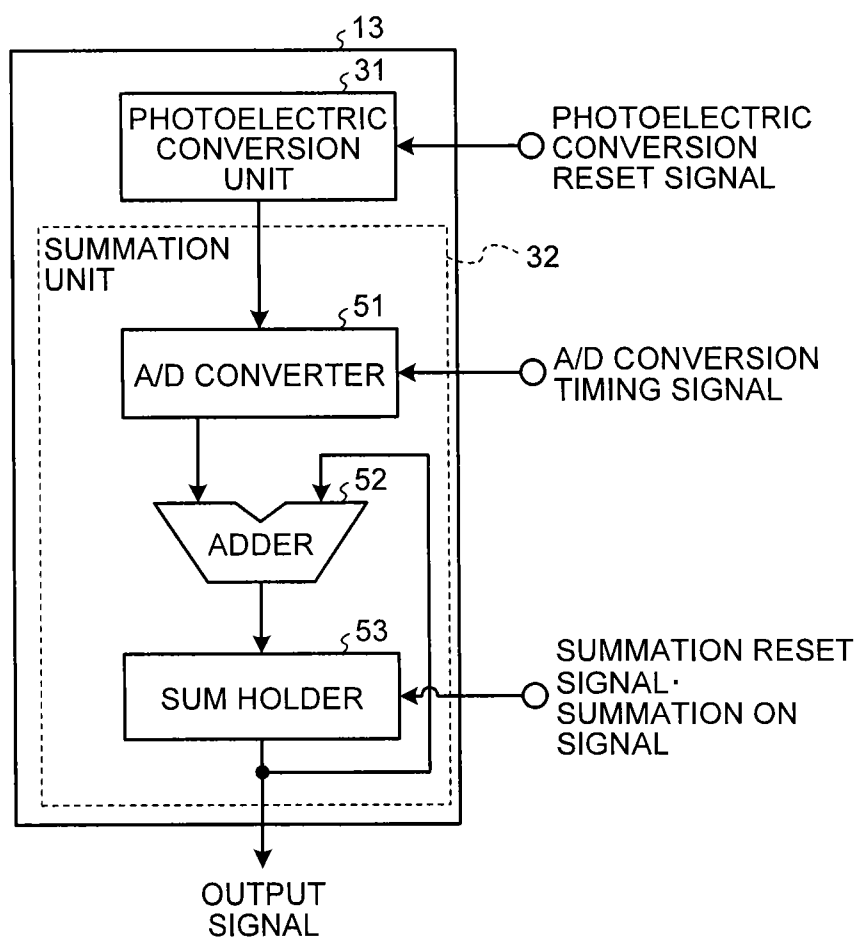 13
31
PHOTOELECTRIC
CONVERSION
UNIT
PHOTOELECTRIC
CONVERSION
RESET SIGNAL
SUMMATION
UNIT
32
51
A/D CONVERTER
A/D CONVERSION
TIMING SIGNAL
52
ADDER
53
SUM HOLDER
SUMMATION RESET
SIGNAL·
SUMMATION ON
SIGNAL
OUTPUT
SIGNAL